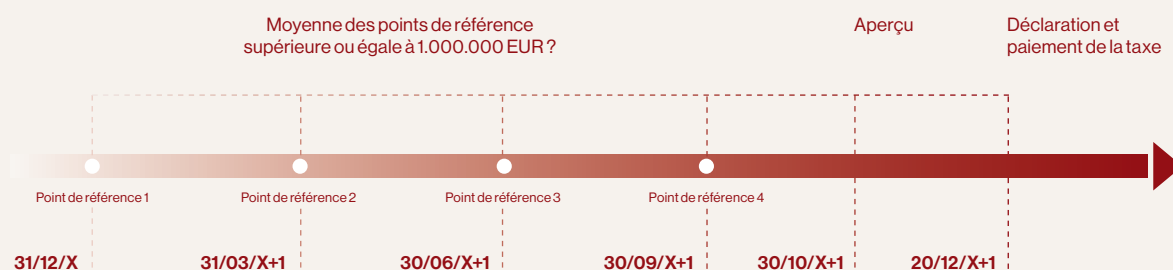 Moyenne des points de référence
supérieure ou égale à 1.000.000 EUR ?
Aperçu
Déclaration et
paiement de la taxe
Point de référence 1
Point de référence 2
Point de référence 3
Point de référence 4
31/12/X
31/03/X+1
30/06/X+1
30/09/X+1
30/10/X+1
20/12/X+1